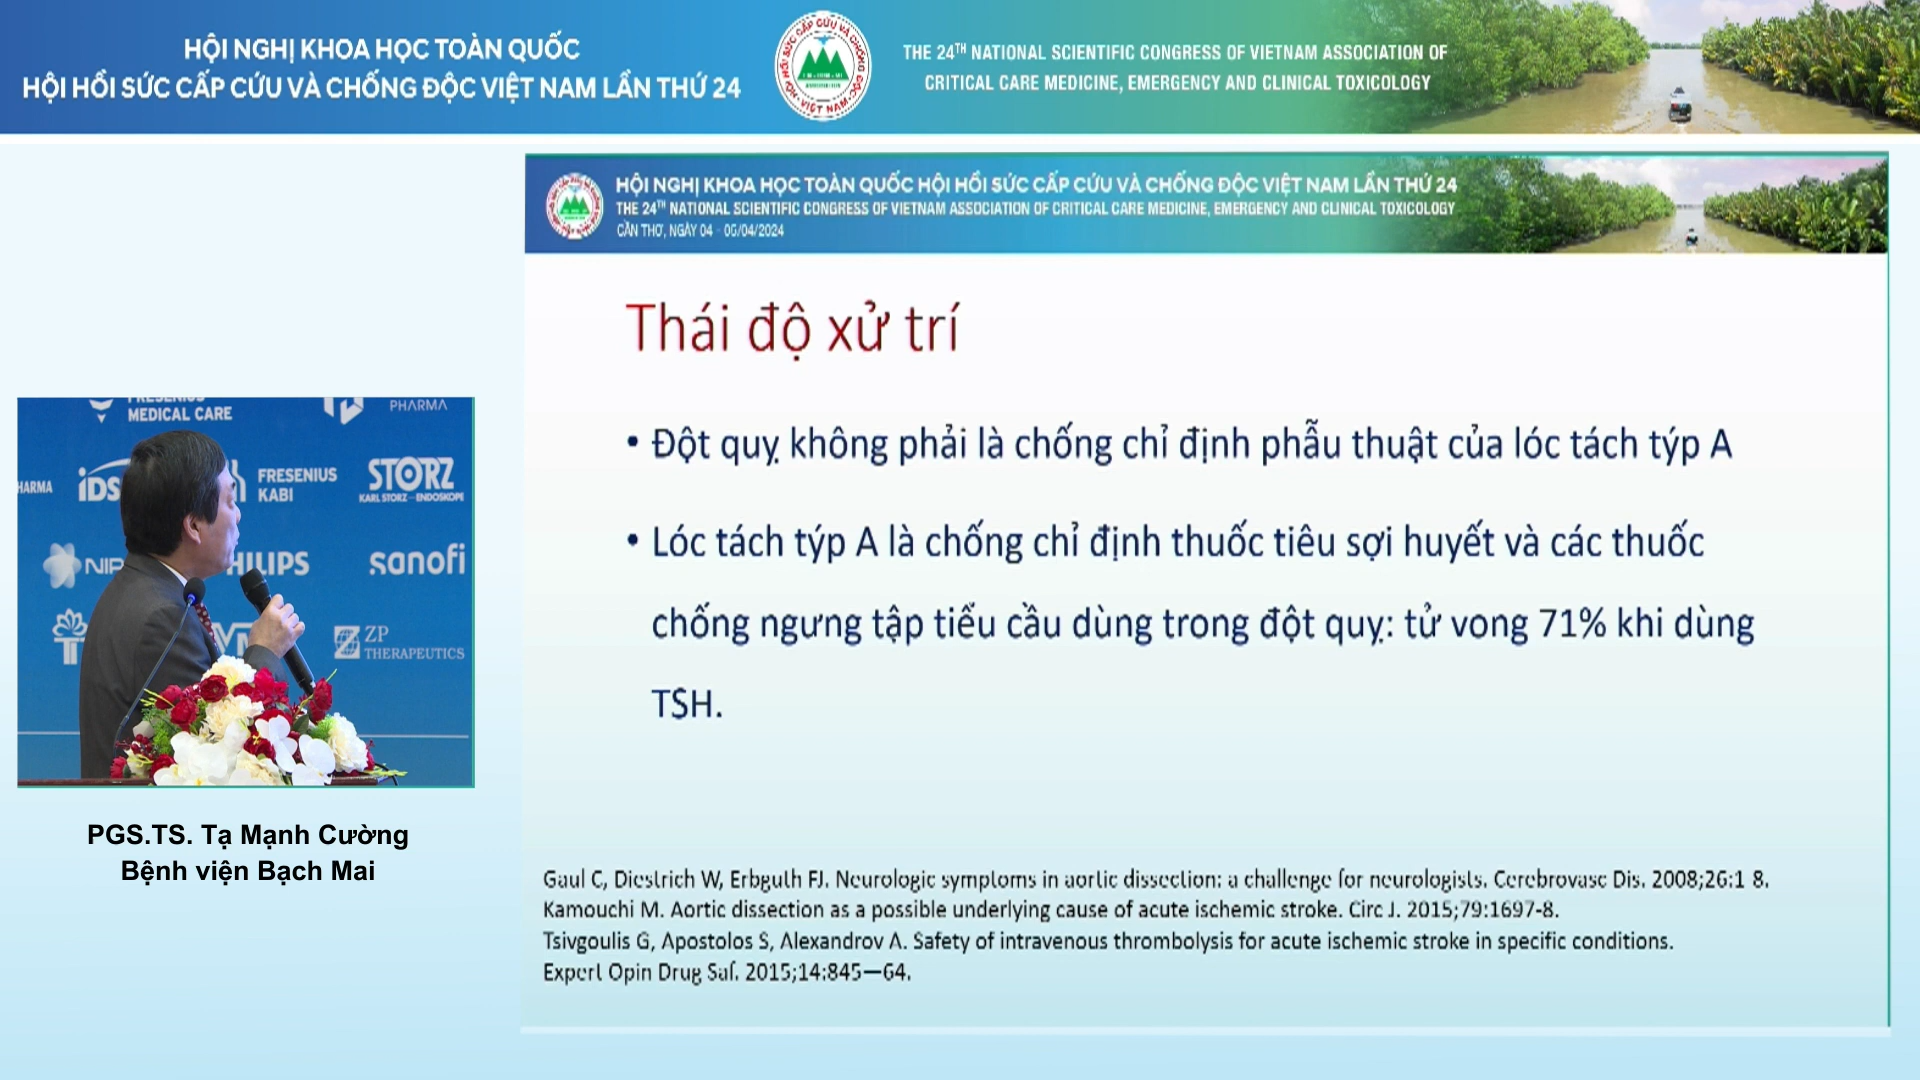 HỘI NGHỊ KHOA HỌC TOÀN QUỐC
HỘI HỒI SỨC CẤP CỨU VÀ CHỐNG ĐỘC VIỆT NAM LẦN THỨ 24
THE 24TH NATIONAL SCIENTIFIC CONGRESS OF VIETNAM ASSOCIATION OF
CRITICAL CARE MEDICINE, EMERGENCY AND CLINICAL TOXICOLOGY
HỘI NGHỊ KHOA HỌC TOÀN QUỐC HỘI HỒI SỨC CẤP CỨU VÀ CHỐNG ĐỘC VIỆT NAM LẦN THỨ 24
THE 24TH NATIONAL SCIENTIFIC CONGRESS OF VIETNAM ASSOCIATION OF CRITICAL CARE MEDICINE, EMERGENCY AND CLINICAL TOXICOLOGY
CẦN THƠ, NGÀY 04 - 06/04/2024
Thái độ xử trí
• Đột quỵ không phải là chống chỉ định phẫu thuật của lóc tách týp A
• Lóc tách týp A là chống chỉ định thuốc tiêu sợi huyết và các thuốc
chống ngưng tập tiểu cầu dùng trong đột quỵ: tử vong 71% khi dùng
TSH.
Gaul C, Diestrich W, Erbguth FJ. Neurologic symptoms in aortic dissection: a challenge for neurologists. Cerebrovasc Dis. 2008;26:1 8.
Kamouchi M. Aortic dissection as a possible underlying cause of acute ischemic stroke. Circ J. 2015;79:1697-8.
Tsivgoulis G, Apostolos S, Alexandrov A. Safety of intravenous thrombolysis for acute ischemic stroke in specific conditions.
Expert Opin Drug Saf. 2015;14:845—64.
FRESENIUS
MEDICAL CARE
PHARMA
FRESENIUS
KABI
STORZ
KARL STORZ—ENDOSKOPE
HARMA
iDS
NIP
PHILIPS
sanofi
ZP
THERAPEUTICS
PGS.TS. Tạ Mạnh Cường
Bệnh viện Bạch Mai